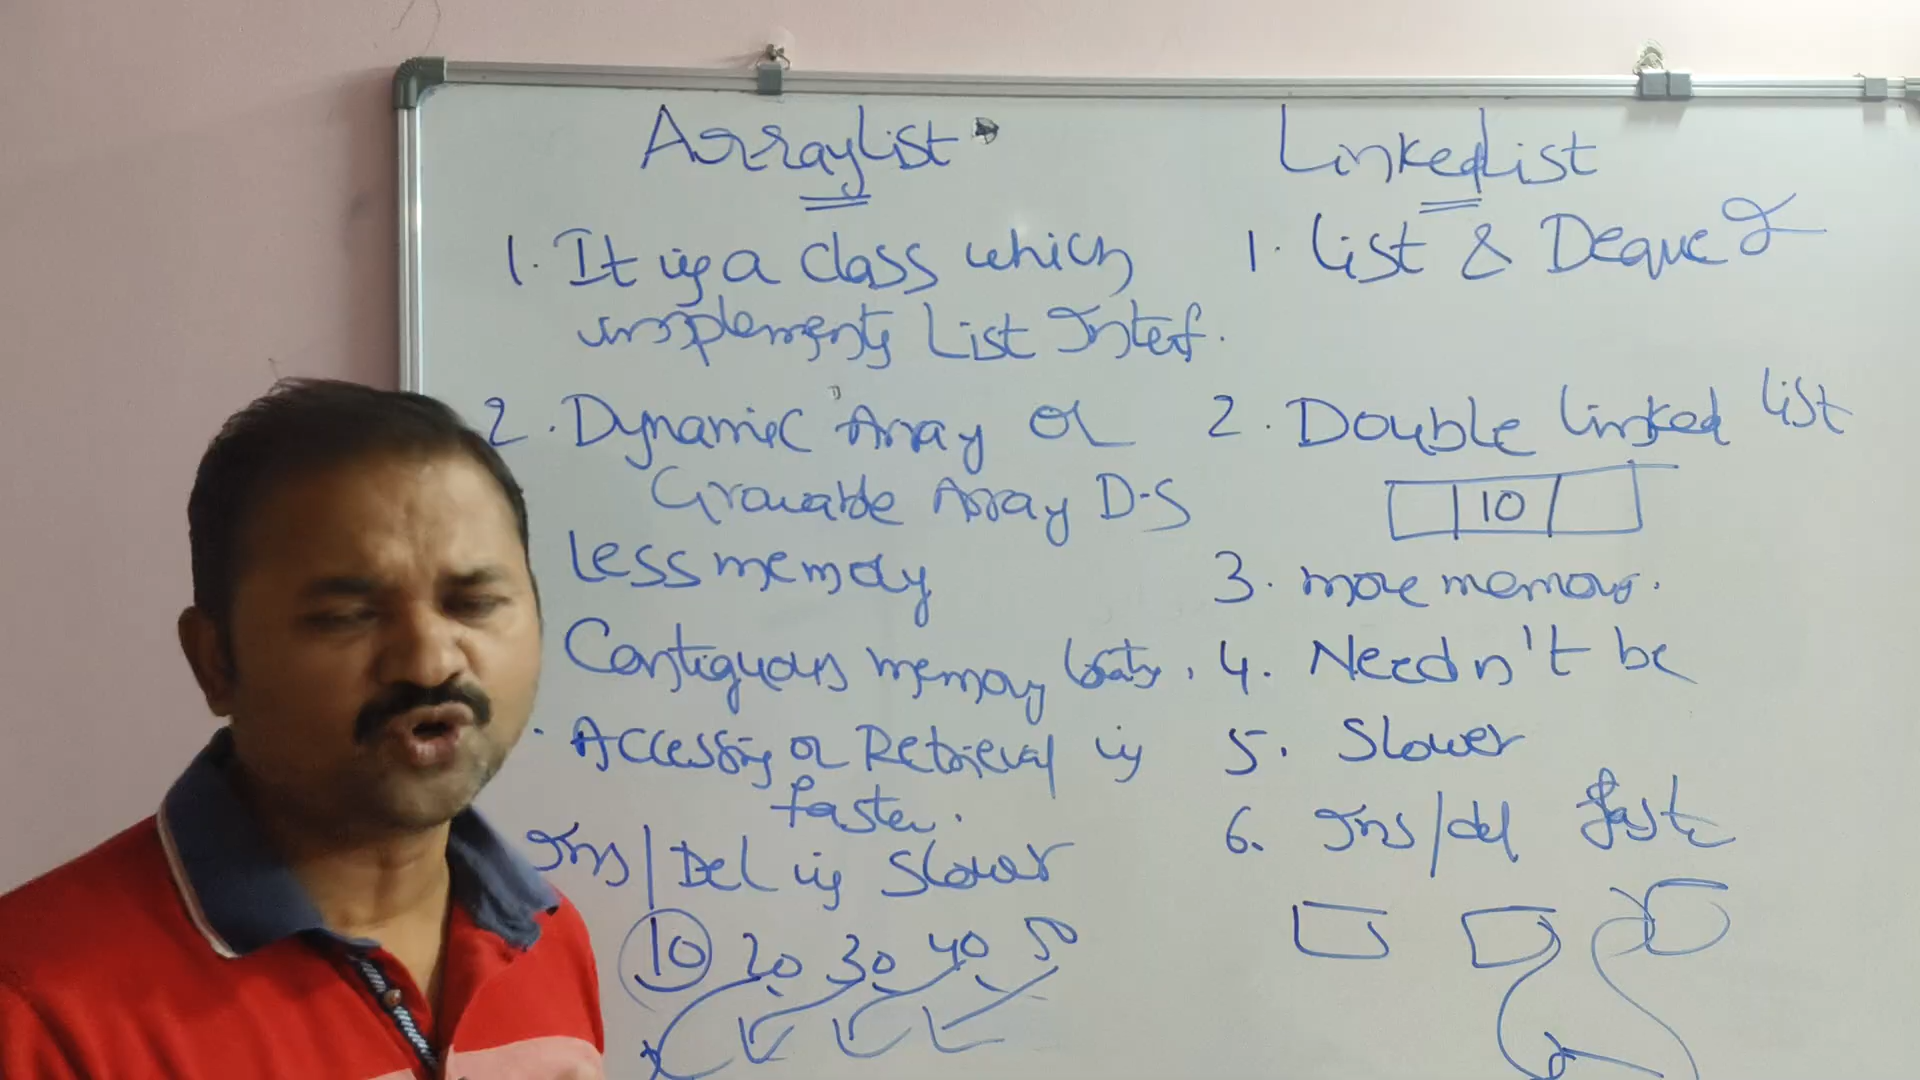 ArrayList
1. It is a class which
implements List Interf.
2. Dynamic Array or
Growable Array D-S
Less memory
Contiguous memory
Accessing or Retrieval is
faster.
Ins/Del is Slower
10 20 30 40 50
LinkedList
1. List & Deque
2. Double linked list
10
3. more memory.
4. Needn't be
5. Slower
6. Ins/del fast